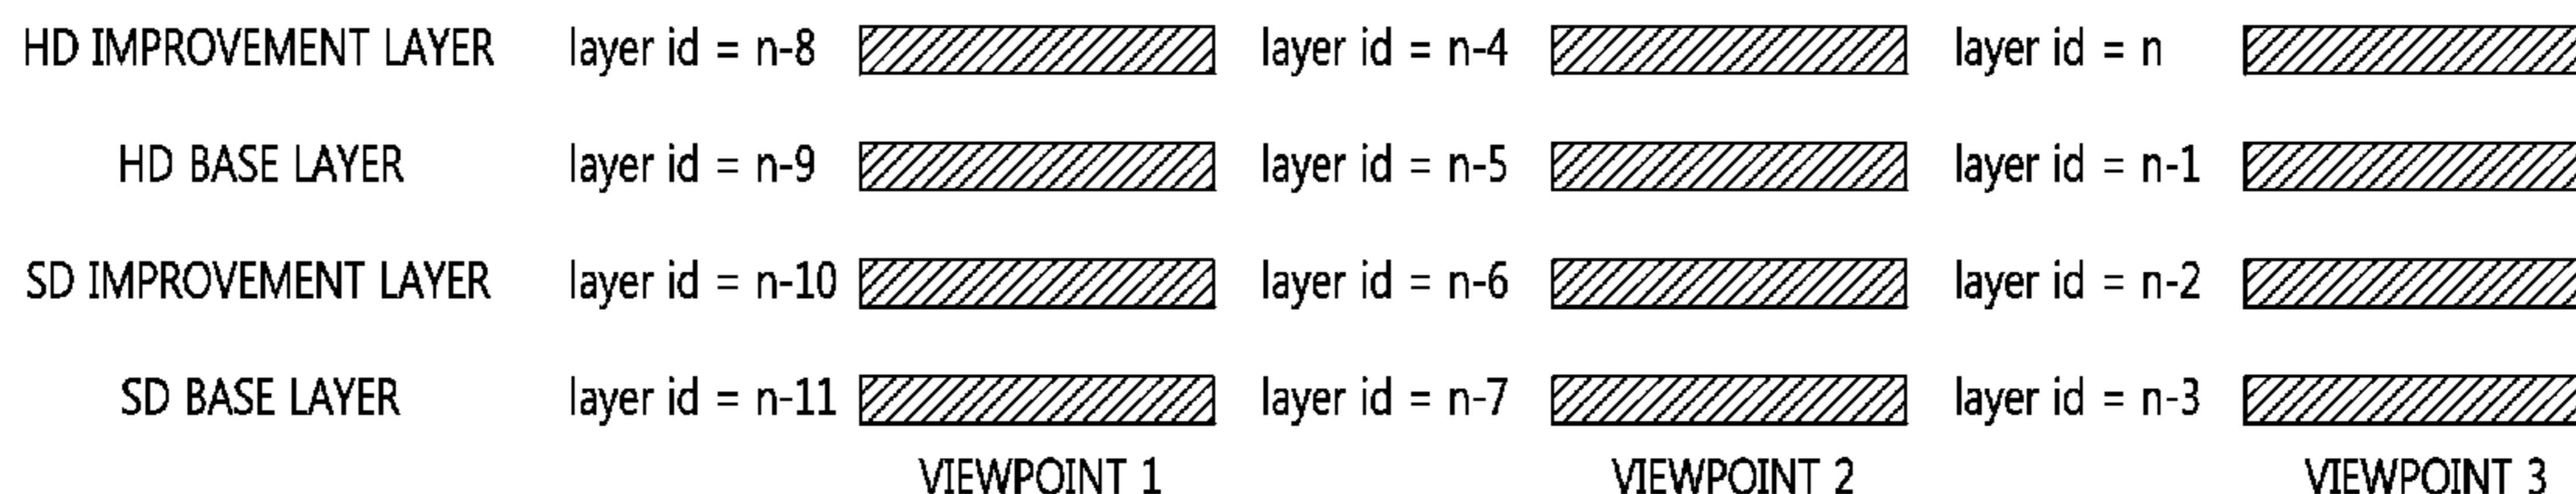 HD IMPROVEMENT LAYER layer id = n-8 layer id = n-4 layer id = n
HD BASE LAYER layer id = n-9 layer id = n-5 layer id = n-1
SD IMPROVEMENT LAYER layer id = n-10 layer id = n-6 layer id = n-2
SD BASE LAYER layer id = n-11 layer id = n-7 layer id = n-3
VIEWPOINT 1 VIEWPOINT 2 VIEWPOINT 3